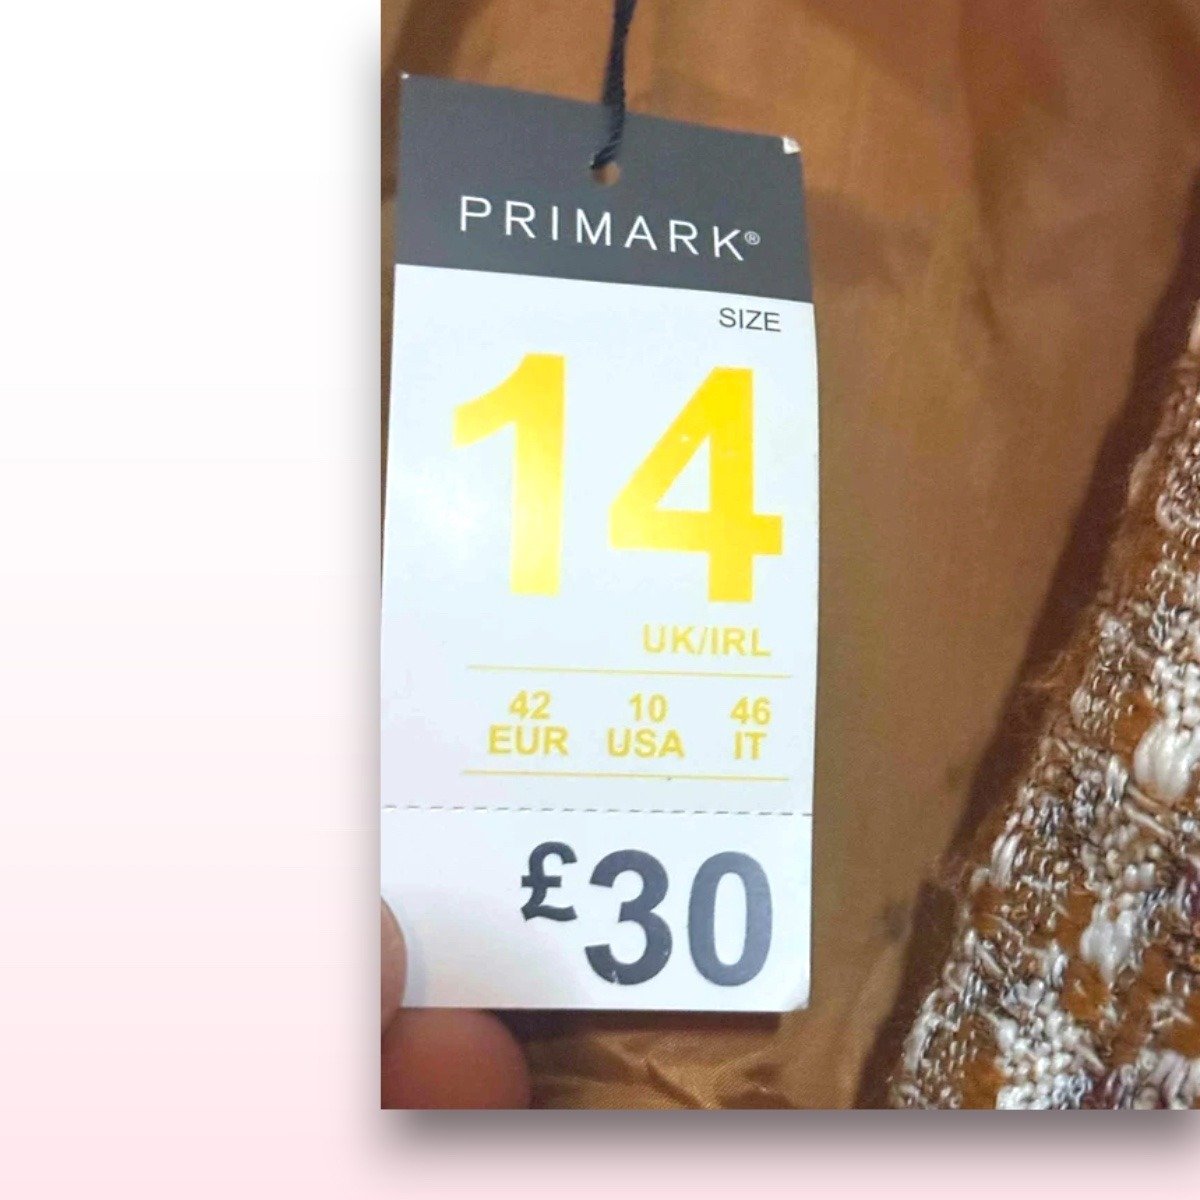 PRIMARK®
SIZE
14
UK/IRL
42 10 46
EUR USA IT
£30